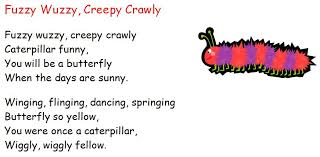 Fuzzy Wuzzy, Creepy Crawly
Fuzzy wuzzy, creepy crawly
Caterpillar funny,
You will be a butterfly
When the days are sunny.
Winging, flinging, dancing, springing
Butterfly so yellow,
You were once a caterpillar,
Wiggly, wiggly fellow.